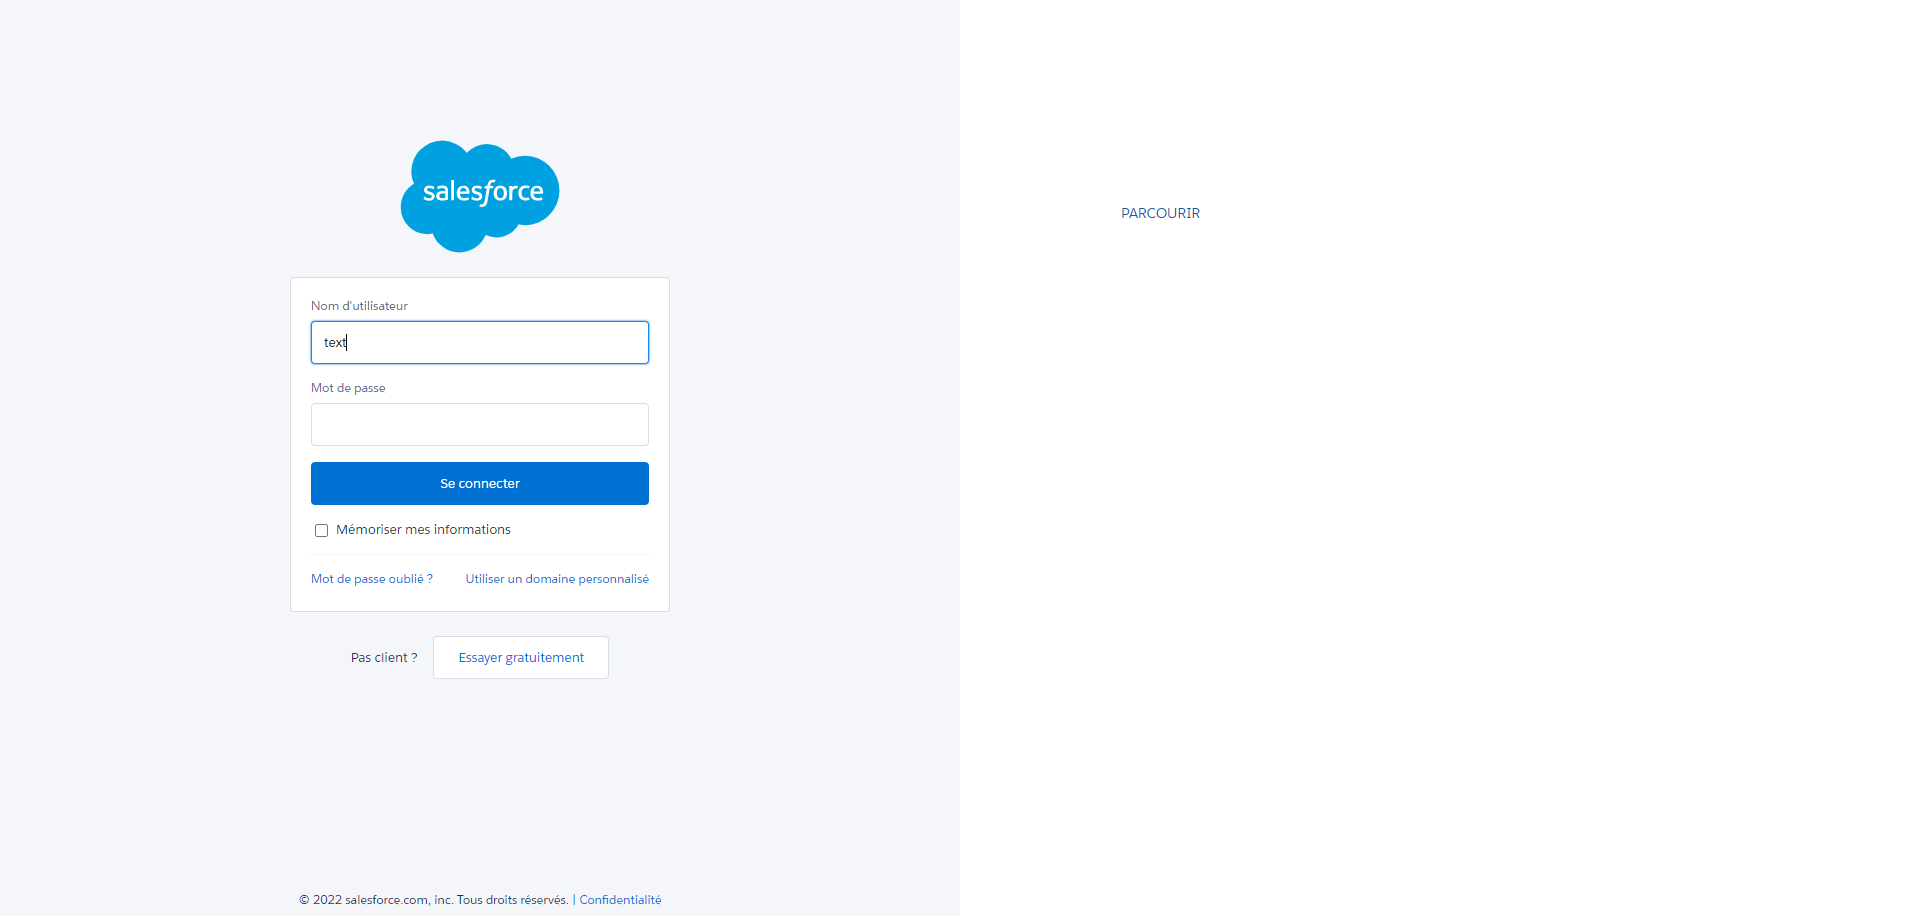 salesforce
Nom d'utilisateur
text
Mot de passe
Se connecter
Mémoriser mes informations
Mot de passe oublié ? Utiliser un domaine personnalisé
Pas client ? Essayer gratuitement
© 2022 salesforce.com, inc. Tous droits réservés. | Confidentialité
PARCOURIR